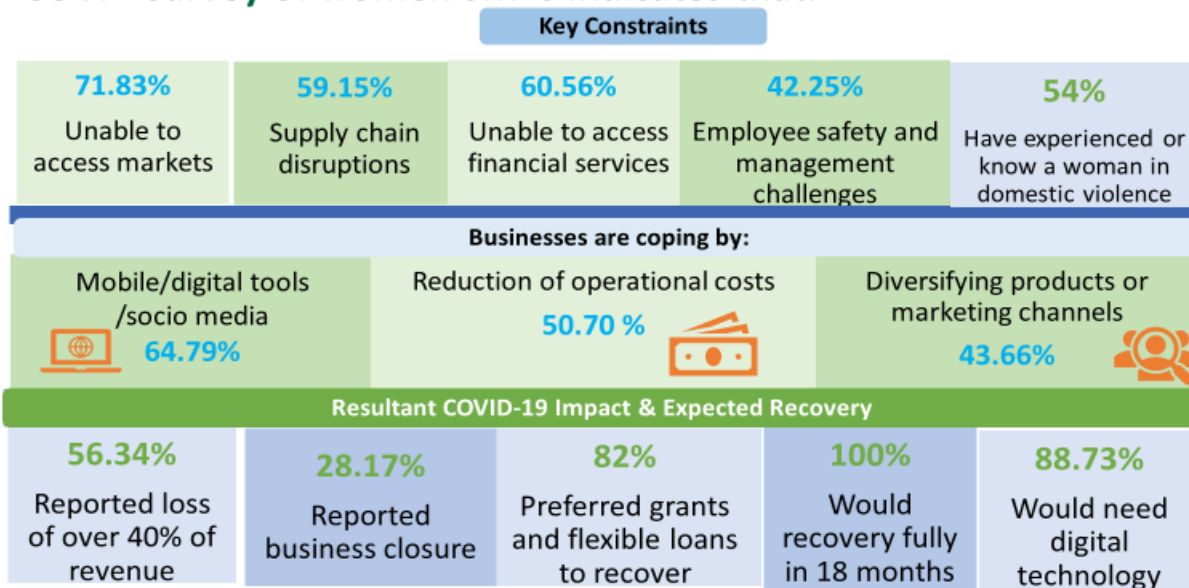 Key Constraints
71.83%
Unable to
access markets
59.15%
Supply chain
disruptions
60.56%
Unable to access
financial services
42.25%
Employee safety and
management
challenges
54%
Have experienced or
know a woman in
domestic violence
Businesses are coping by:
Mobile/digital tools
/socio media
64.79%
Reduction of operational costs
50.70 %
Diversifying products or
marketing channels
43.66%
Resultant COVID-19 Impact & Expected Recovery
56.34%
Reported loss
of over 40% of
revenue
28.17%
Reported
business closure
82%
Preferred grants
and flexible loans
to recover
100%
Would
recovery fully
in 18 months
88.73%
Would need
digital
technology